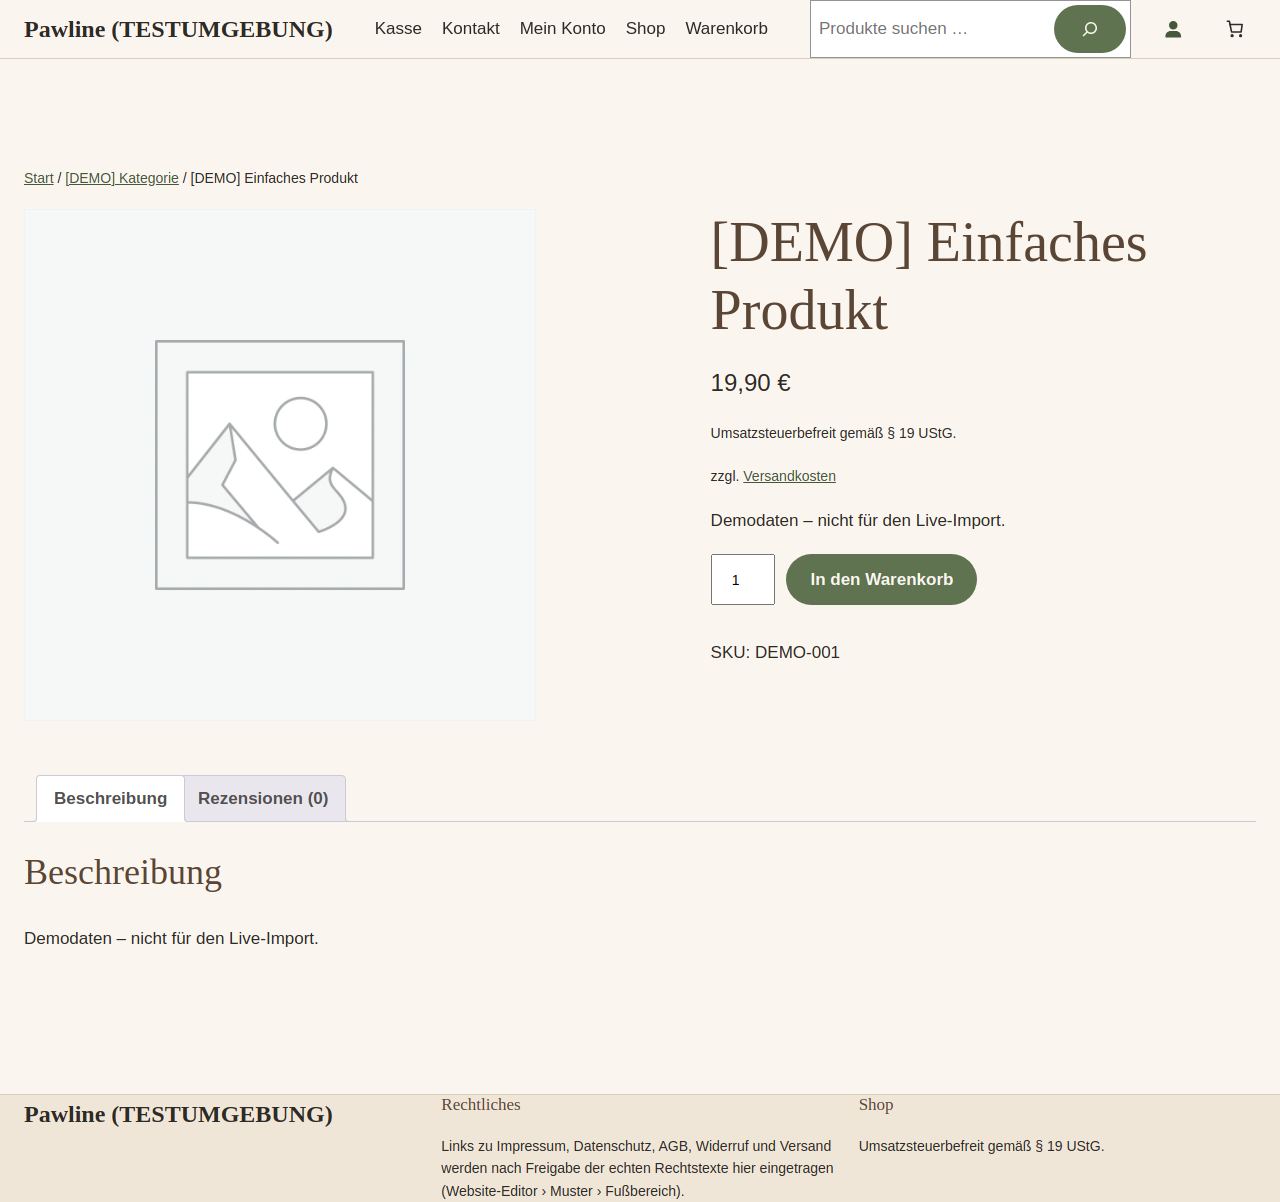 Pawline (TESTUMGEBUNG)
Kasse Kontakt Mein Konto Shop Warenkorb
Produkte suchen …
Start / [DEMO] Kategorie / [DEMO] Einfaches Produkt
[DEMO] Einfaches
Produkt
19,90 €
Umsatzsteuerbefreit gemäß § 19 UStG.
zzgl. Versandkosten
Demodaten – nicht für den Live-Import.
1
In den Warenkorb
SKU: DEMO-001
Beschreibung
Rezensionen (0)
Beschreibung
Demodaten – nicht für den Live-Import.
Pawline (TESTUMGEBUNG)
Rechtliches
Links zu Impressum, Datenschutz, AGB, Widerruf und Versand
werden nach Freigabe der echten Rechtstexte hier eingetragen
(Website-Editor › Muster › Fußbereich).
Shop
Umsatzsteuerbefreit gemäß § 19 UStG.